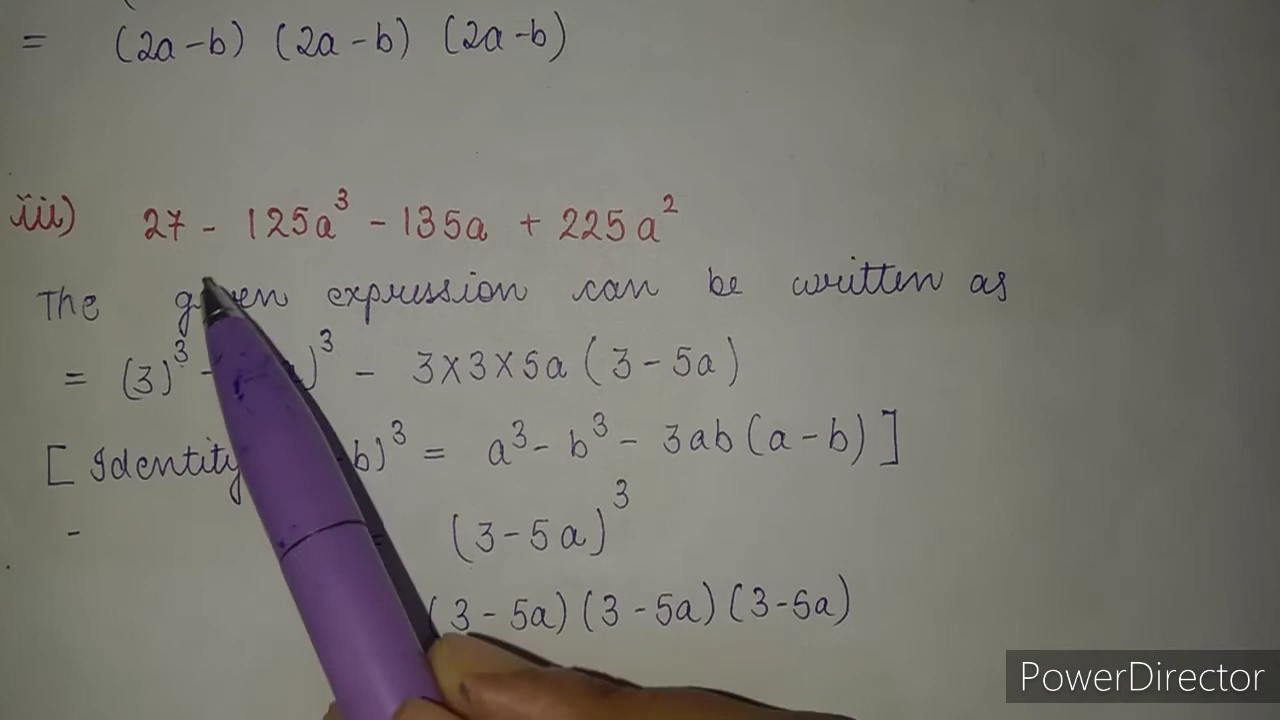 = (2a-b) (2a-b) (2a-b)
iii) 27 - 125a³ - 135a + 225a²
The given expression can be written as
= (3)³ - )³ - 3×3×5a (3-5a)
[ Identity b)³ = a³ - b³ - 3ab(a-b) ]
- (3-5a)³
(3-5a) (3-5a) (3-5a)
PowerDirector